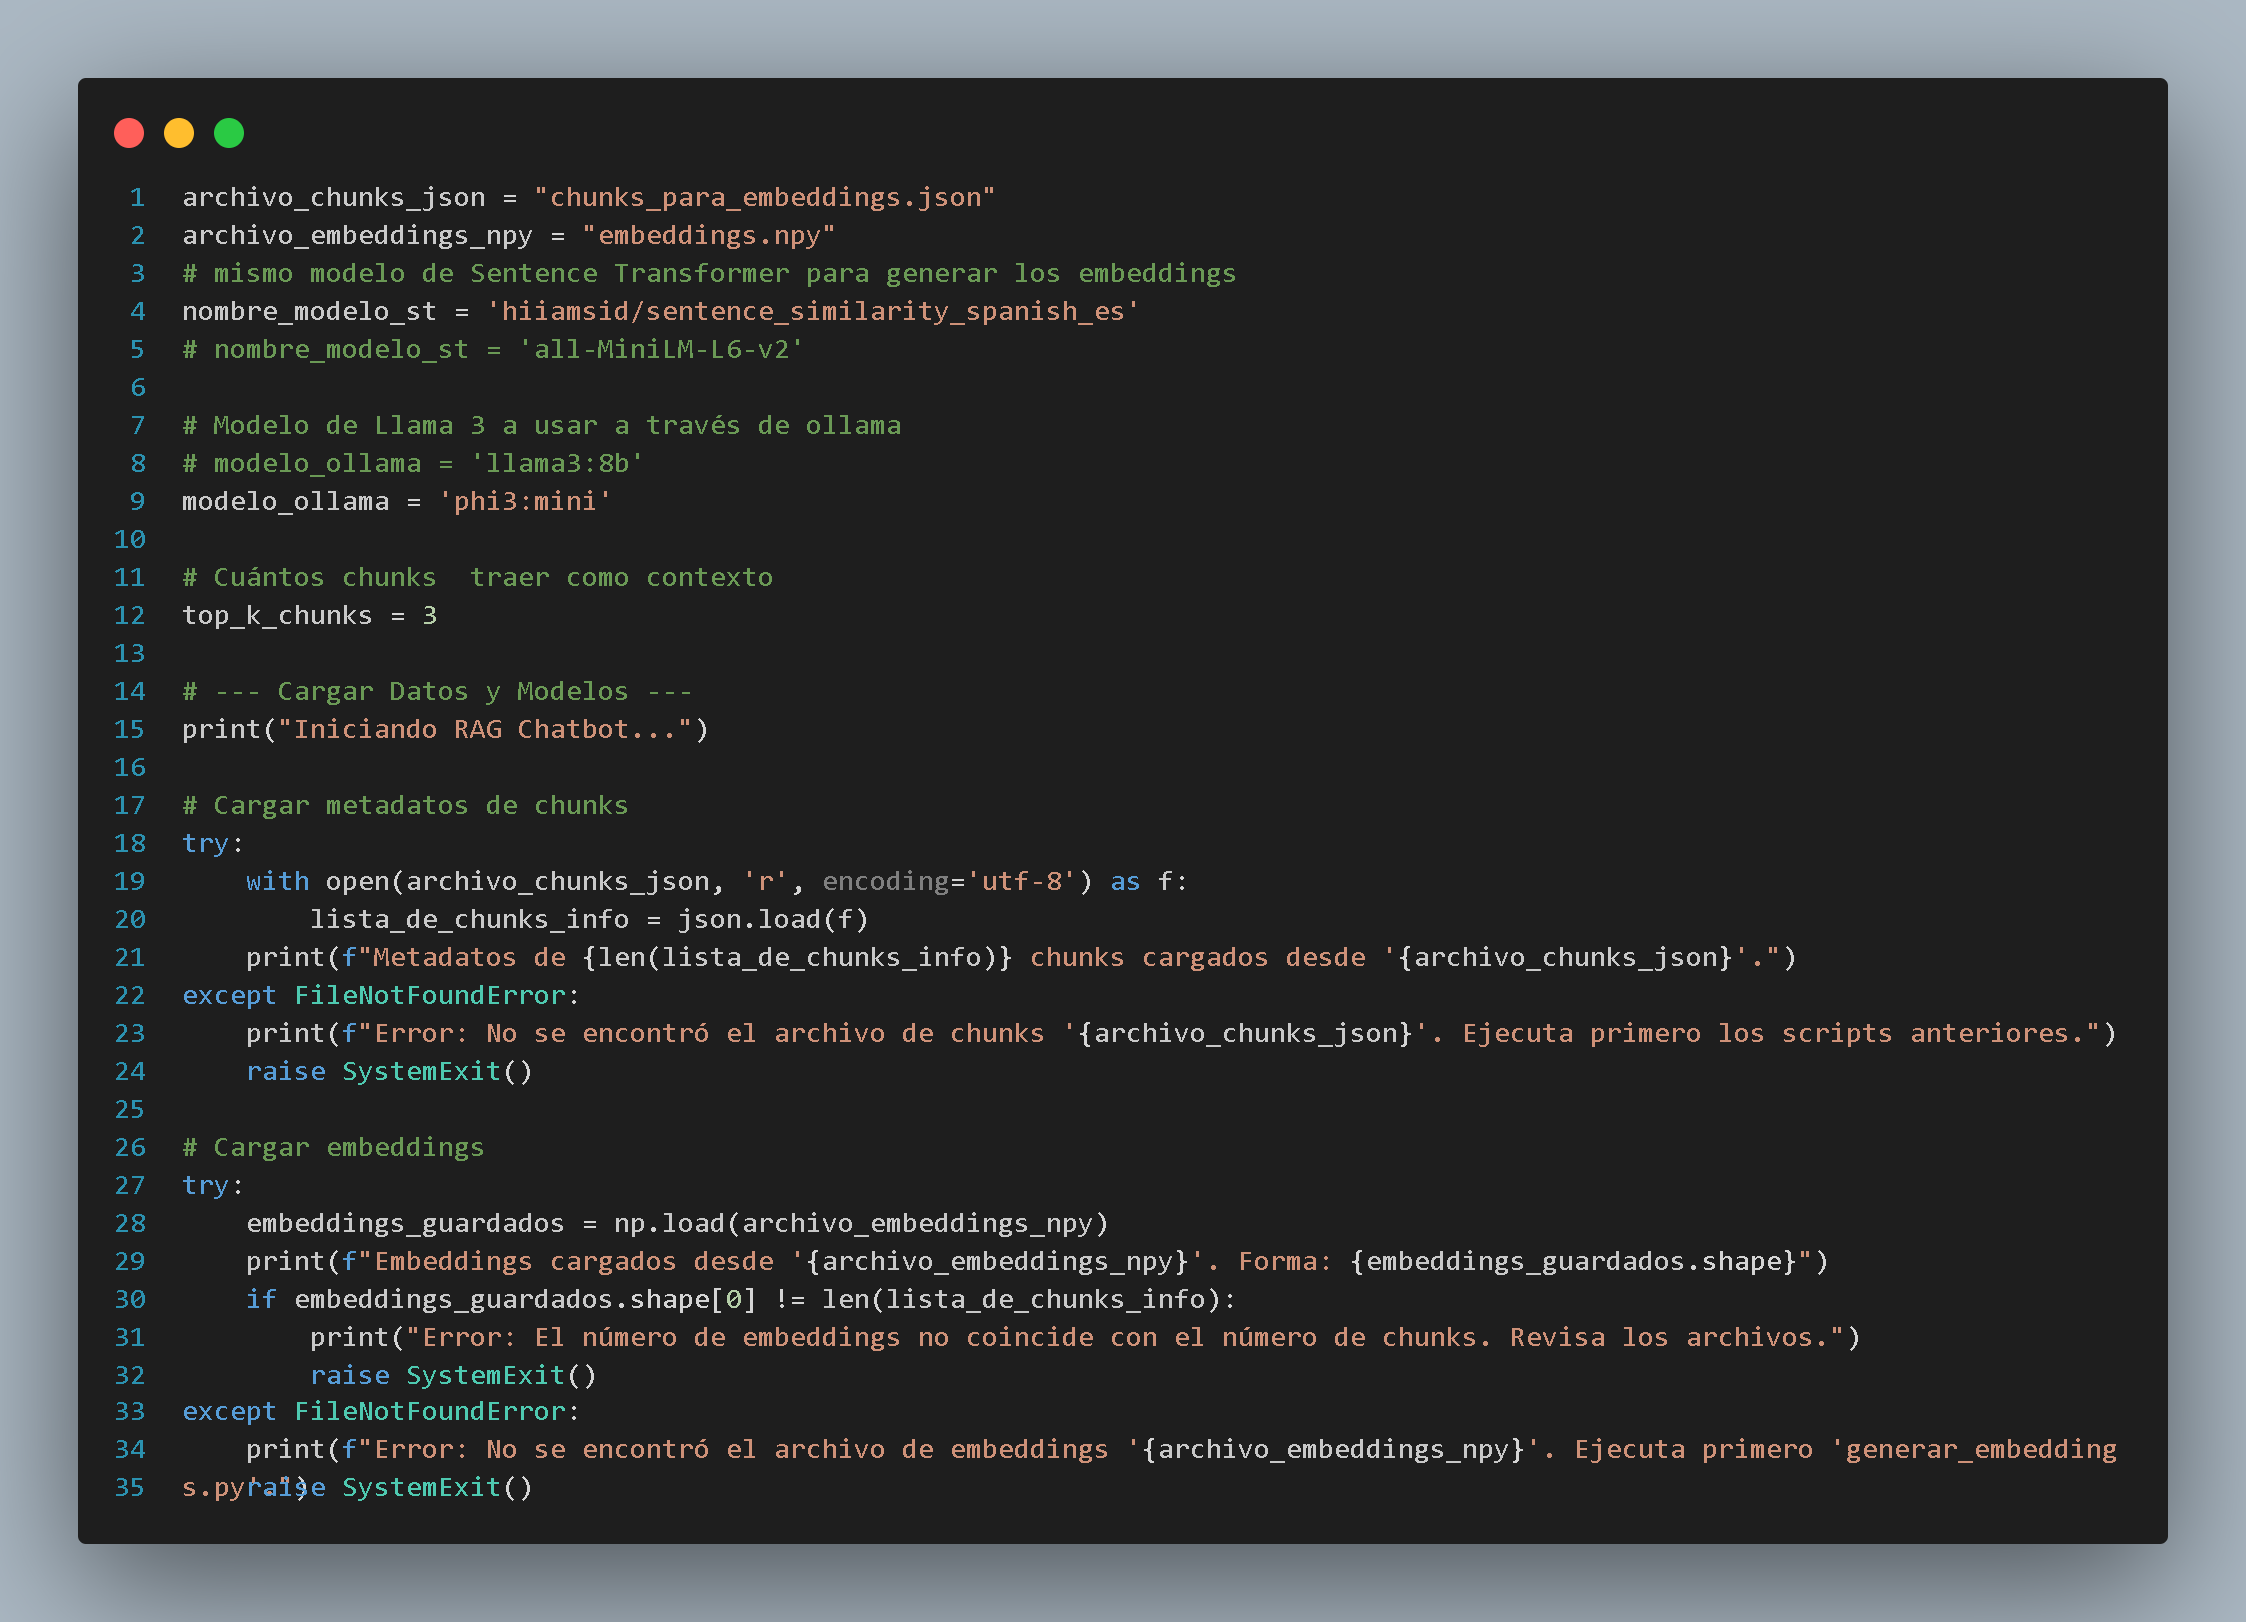 1 archivo_chunks_json = "chunks_para_embeddings.json"
2 archivo_embeddings_npy = "embeddings.npy"
3 # mismo modelo de Sentence Transformer para generar los embeddings
4 nombre_modelo_st = 'hiiamsid/sentence_similarity_spanish_es'
5 # nombre_modelo_st = 'all-MiniLM-L6-v2'
6
7 # Modelo de Llama 3 a usar a través de ollama
8 # modelo_ollama = 'llama3:8b'
9 modelo_ollama = 'phi3:mini'
10
11 # Cuántos chunks  traer como contexto
12 top_k_chunks = 3
13
14 # --- Cargar Datos y Modelos ---
15 print("Iniciando RAG Chatbot...")
16
17 # Cargar metadatos de chunks
18 try:
19     with open(archivo_chunks_json, 'r', encoding='utf-8') as f:
20         lista_de_chunks_info = json.load(f)
21     print(f"Metadatos de {len(lista_de_chunks_info)} chunks cargados desde '{archivo_chunks_json}'.")
22 except FileNotFoundError:
23     print(f"Error: No se encontró el archivo de chunks '{archivo_chunks_json}'. Ejecuta primero los scripts anteriores.")
24     raise SystemExit()
25
26 # Cargar embeddings
27 try:
28     embeddings_guardados = np.load(archivo_embeddings_npy)
29     print(f"Embeddings cargados desde '{archivo_embeddings_npy}'. Forma: {embeddings_guardados.shape}")
30     if embeddings_guardados.shape[0] != len(lista_de_chunks_info):
31         print("Error: El número de embeddings no coincide con el número de chunks. Revisa los archivos.")
32         raise SystemExit()
33 except FileNotFoundError:
34     print(f"Error: No se encontró el archivo de embeddings '{archivo_embeddings_npy}'. Ejecuta primero 'generar_embedding
s.py'.")
35     raise SystemExit()